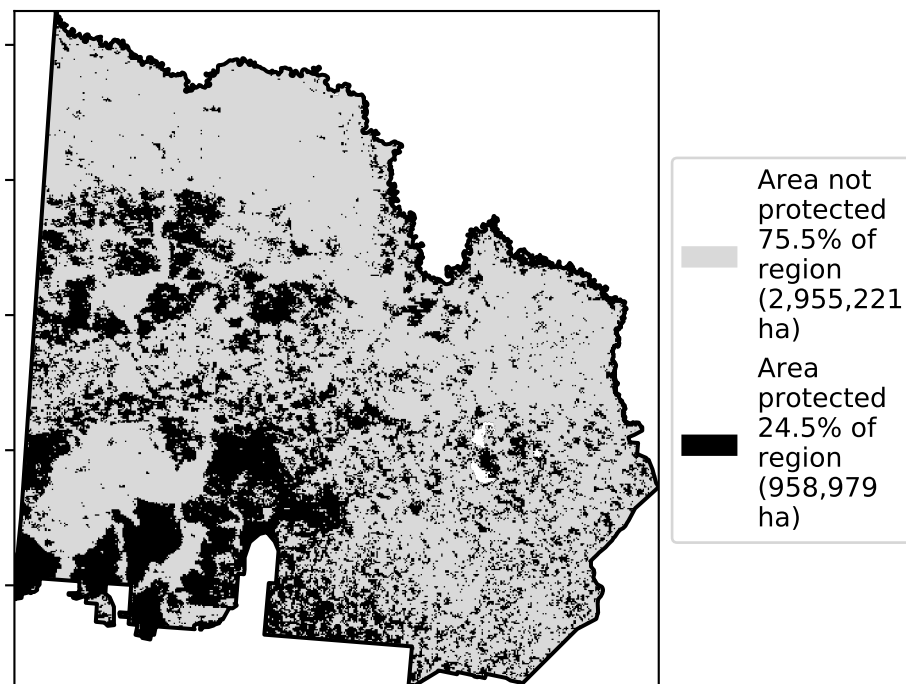 Area not
protected
75.5% of
region
(2,955,221
ha)
Area
protected
24.5% of
region
(958,979
ha)